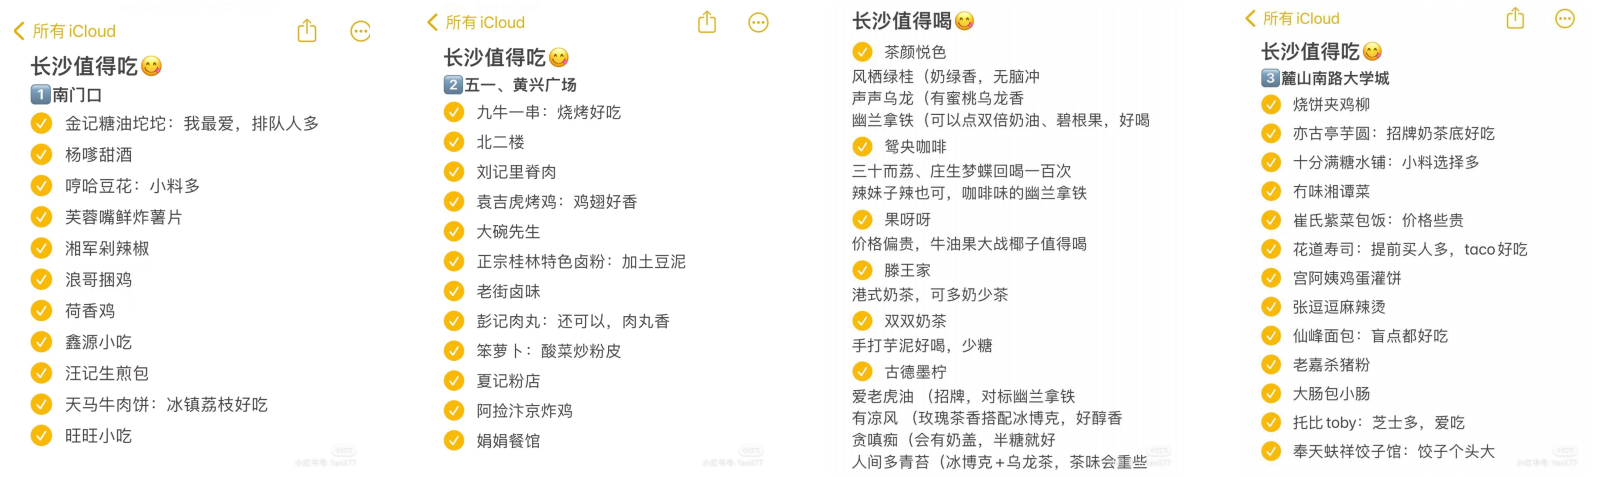 所有 iCloud
长沙值得吃😋
1️⃣南门口
金记糖油坨坨：我最爱，排队人多
杨嗲甜酒
哼哈豆花：小料多
芙蓉嘴鲜炸薯片
湘军剁辣椒
浪哥捆鸡
荷香鸡
鑫源小吃
汪记生煎包
天马牛肉饼：冰镇荔枝好吃
旺旺小吃
所有 iCloud
长沙值得吃😋
2️⃣五一、黄兴广场
九牛一串：烧烤好吃
北二楼
刘记里脊肉
袁吉虎烤鸡：鸡翅好香
大碗先生
正宗桂林特色卤粉：加土豆泥
老街卤味
彭记肉丸：还可以，肉丸香
笨萝卜：酸菜炒粉皮
夏记粉店
阿捡汴京炸鸡
娟娟餐馆
长沙值得喝😋
茶颜悦色
风栖绿桂（奶绿香，无脑冲
声声乌龙（有蜜桃乌龙香
幽兰拿铁（可以点双倍奶油、碧根果，好喝
鸳央咖啡
三十而荔、庄生梦蝶回喝一百次
辣妹子辣也可，咖啡味的幽兰拿铁
果呀呀
价格偏贵，牛油果大战椰子值得喝
滕王家
港式奶茶，可多奶少茶
双双奶茶
手打芋泥好喝，少糖
古德墨柠
爱老虎油（招牌，对标幽兰拿铁
有凉风（玫瑰茶香搭配冰博克，好醇香
贪嗔痴（会有奶盖，半糖就好
人间多青苔（冰博克+乌龙茶，茶味会重些
所有 iCloud
长沙值得吃😋
3️⃣麓山南路大学城
烧饼夹鸡柳
亦古亭芋圆：招牌奶茶底好吃
十分满糖水铺：小料选择多
冇味湘谭菜
崔氏紫菜包饭：价格些贵
花道寿司：提前买人多，taco好吃
宫阿姨鸡蛋灌饼
张逗逗麻辣烫
仙峰面包：盲点都好吃
老嘉杀猪粉
大肠包小肠
托比 toby：芝士多，爱吃
奉天蚨祥饺子馆：饺子个头大